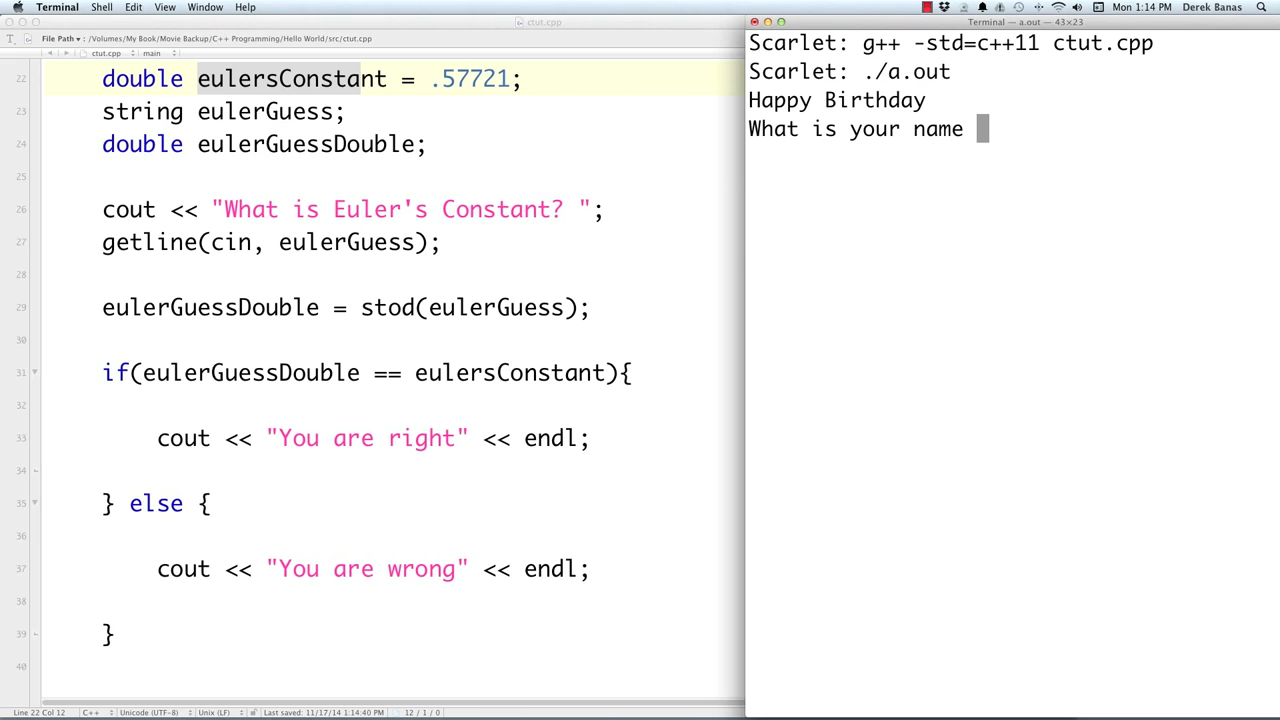 Terminal Shell Edit View Window Help Mon 1:14 PM Derek Banas
ctut.cpp
File Path ▾ : /Volumes/My Book/Movie Backup/C++ Programming/Hello World/src/ctut.cpp
ctut.cpp main
22 double eulersConstant = .57721;
23 string eulerGuess;
24 double eulerGuessDouble;
25
26 cout << "What is Euler's Constant? ";
27 getline(cin, eulerGuess);
28
29 eulerGuessDouble = stod(eulerGuess);
30
31 if(eulerGuessDouble == eulersConstant){
32
33 cout << "You are right" << endl;
34
35 } else {
36
37 cout << "You are wrong" << endl;
38
39 }
40
Line 22 Col 12 C++ Unicode (UTF-8) Unix (LF) Last saved: 11/17/14 1:14:40 PM 12 / 1 / 0
Terminal — a.out — 43×23
Scarlet: g++ -std=c++11 ctut.cpp
Scarlet: ./a.out
Happy Birthday
What is your name